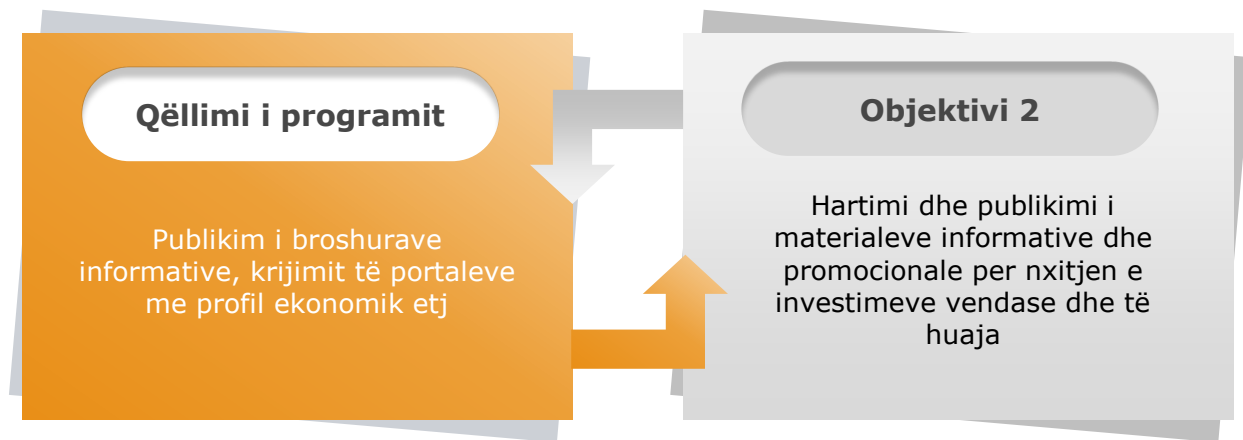 Qëllimi i programit
Publikim i broshurave
informative, krijimit të portaleve
me profil ekonomik etj
Objektivi 2
Hartimi dhe publikimi i
materialeve informative dhe
promocionale per nxitjen e
investimeve vendase dhe të
huaja